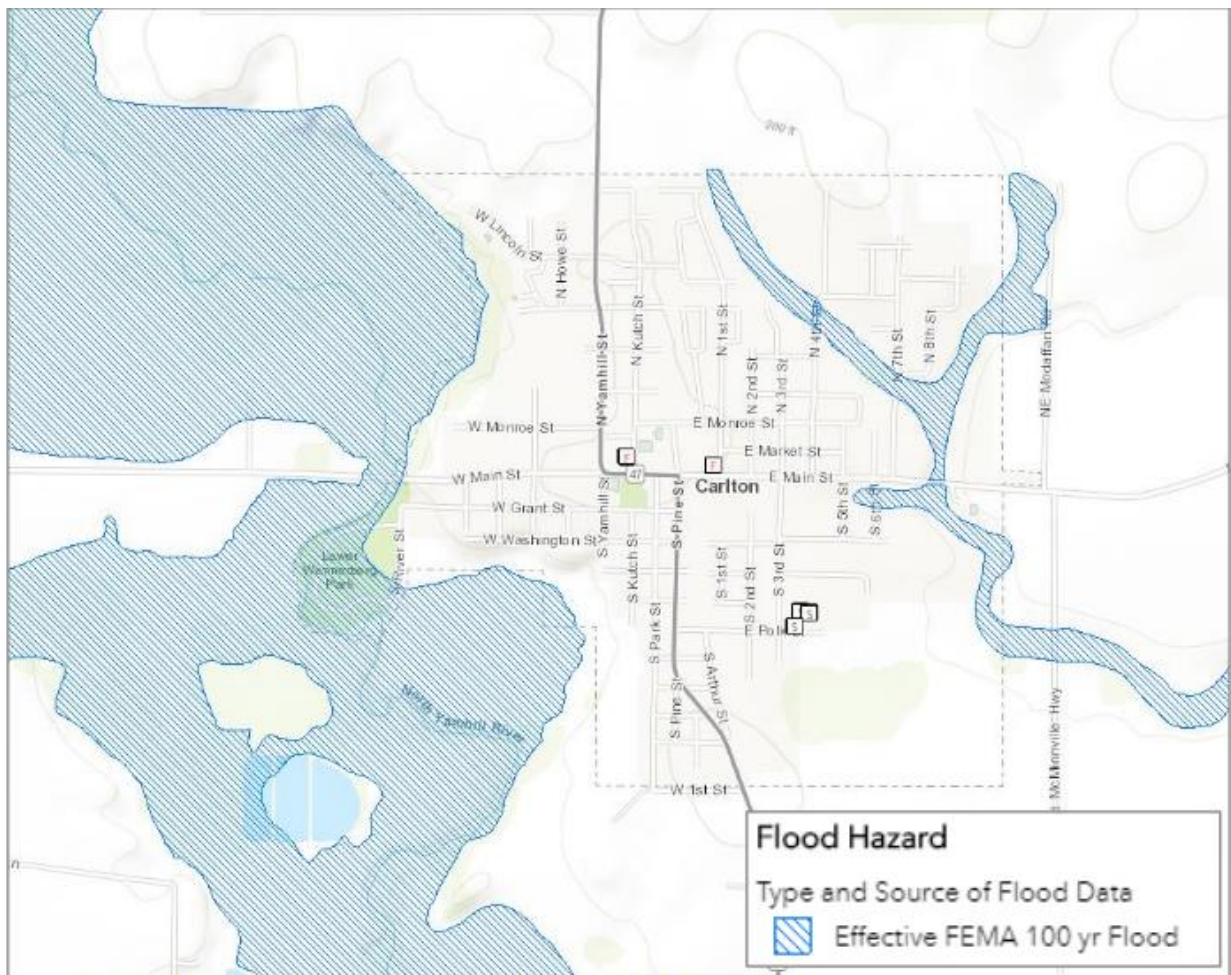 200 ft
W Lincoln St
N Howe St
N Yamhill St
N Kutch St
N 1st St
N 2nd St
N 3rd St
N 4th St
N 7th St
N 8th St
W Monroe St
E Monroe St
E Market St
W Main St
47
E Main St
Carlton
W Grant St
W Washington St
S Yamhill St
S Kutch St
S Pine St
S 1st St
S 2nd St
S 3rd St
S 5th St
S 6th St
S River St
Lower
Park
S Park St
E Polk
S Arthur St
S Pine St
North Yamhill River
W 1st St
McMinnville Hwy
n
F
F
S
S
Flood Hazard
Type and Source of Flood Data
Effective FEMA 100 yr Flood